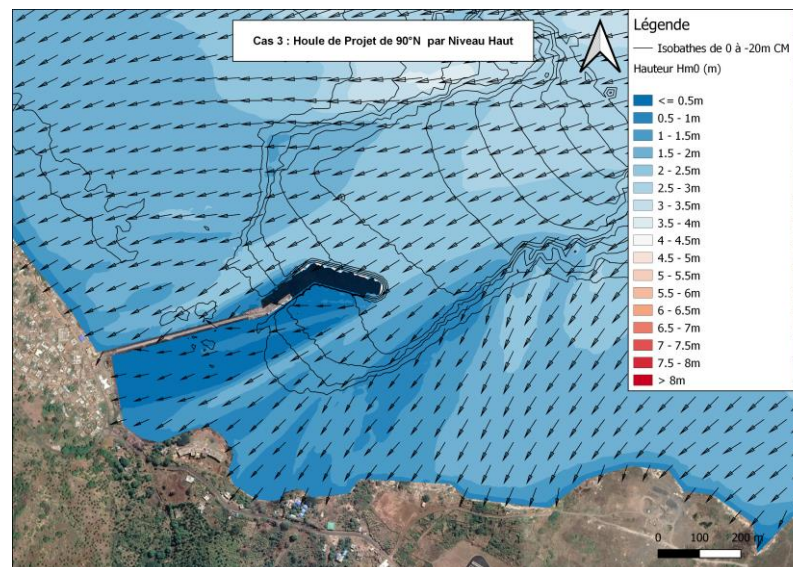 Cas 3 : Houle de Projet de 90°N par Niveau Haut
Légende
Isobathes de 0 à -20m CM
Hauteur Hm0 (m)
<= 0.5m
0.5 - 1m
1 - 1.5m
1.5 - 2m
2 - 2.5m
2.5 - 3m
3 - 3.5m
3.5 - 4m
4 - 4.5m
4.5 - 5m
5 - 5.5m
5.5 - 6m
6 - 6.5m
6.5 - 7m
7 - 7.5m
7.5 - 8m
> 8m
0 100 200 m